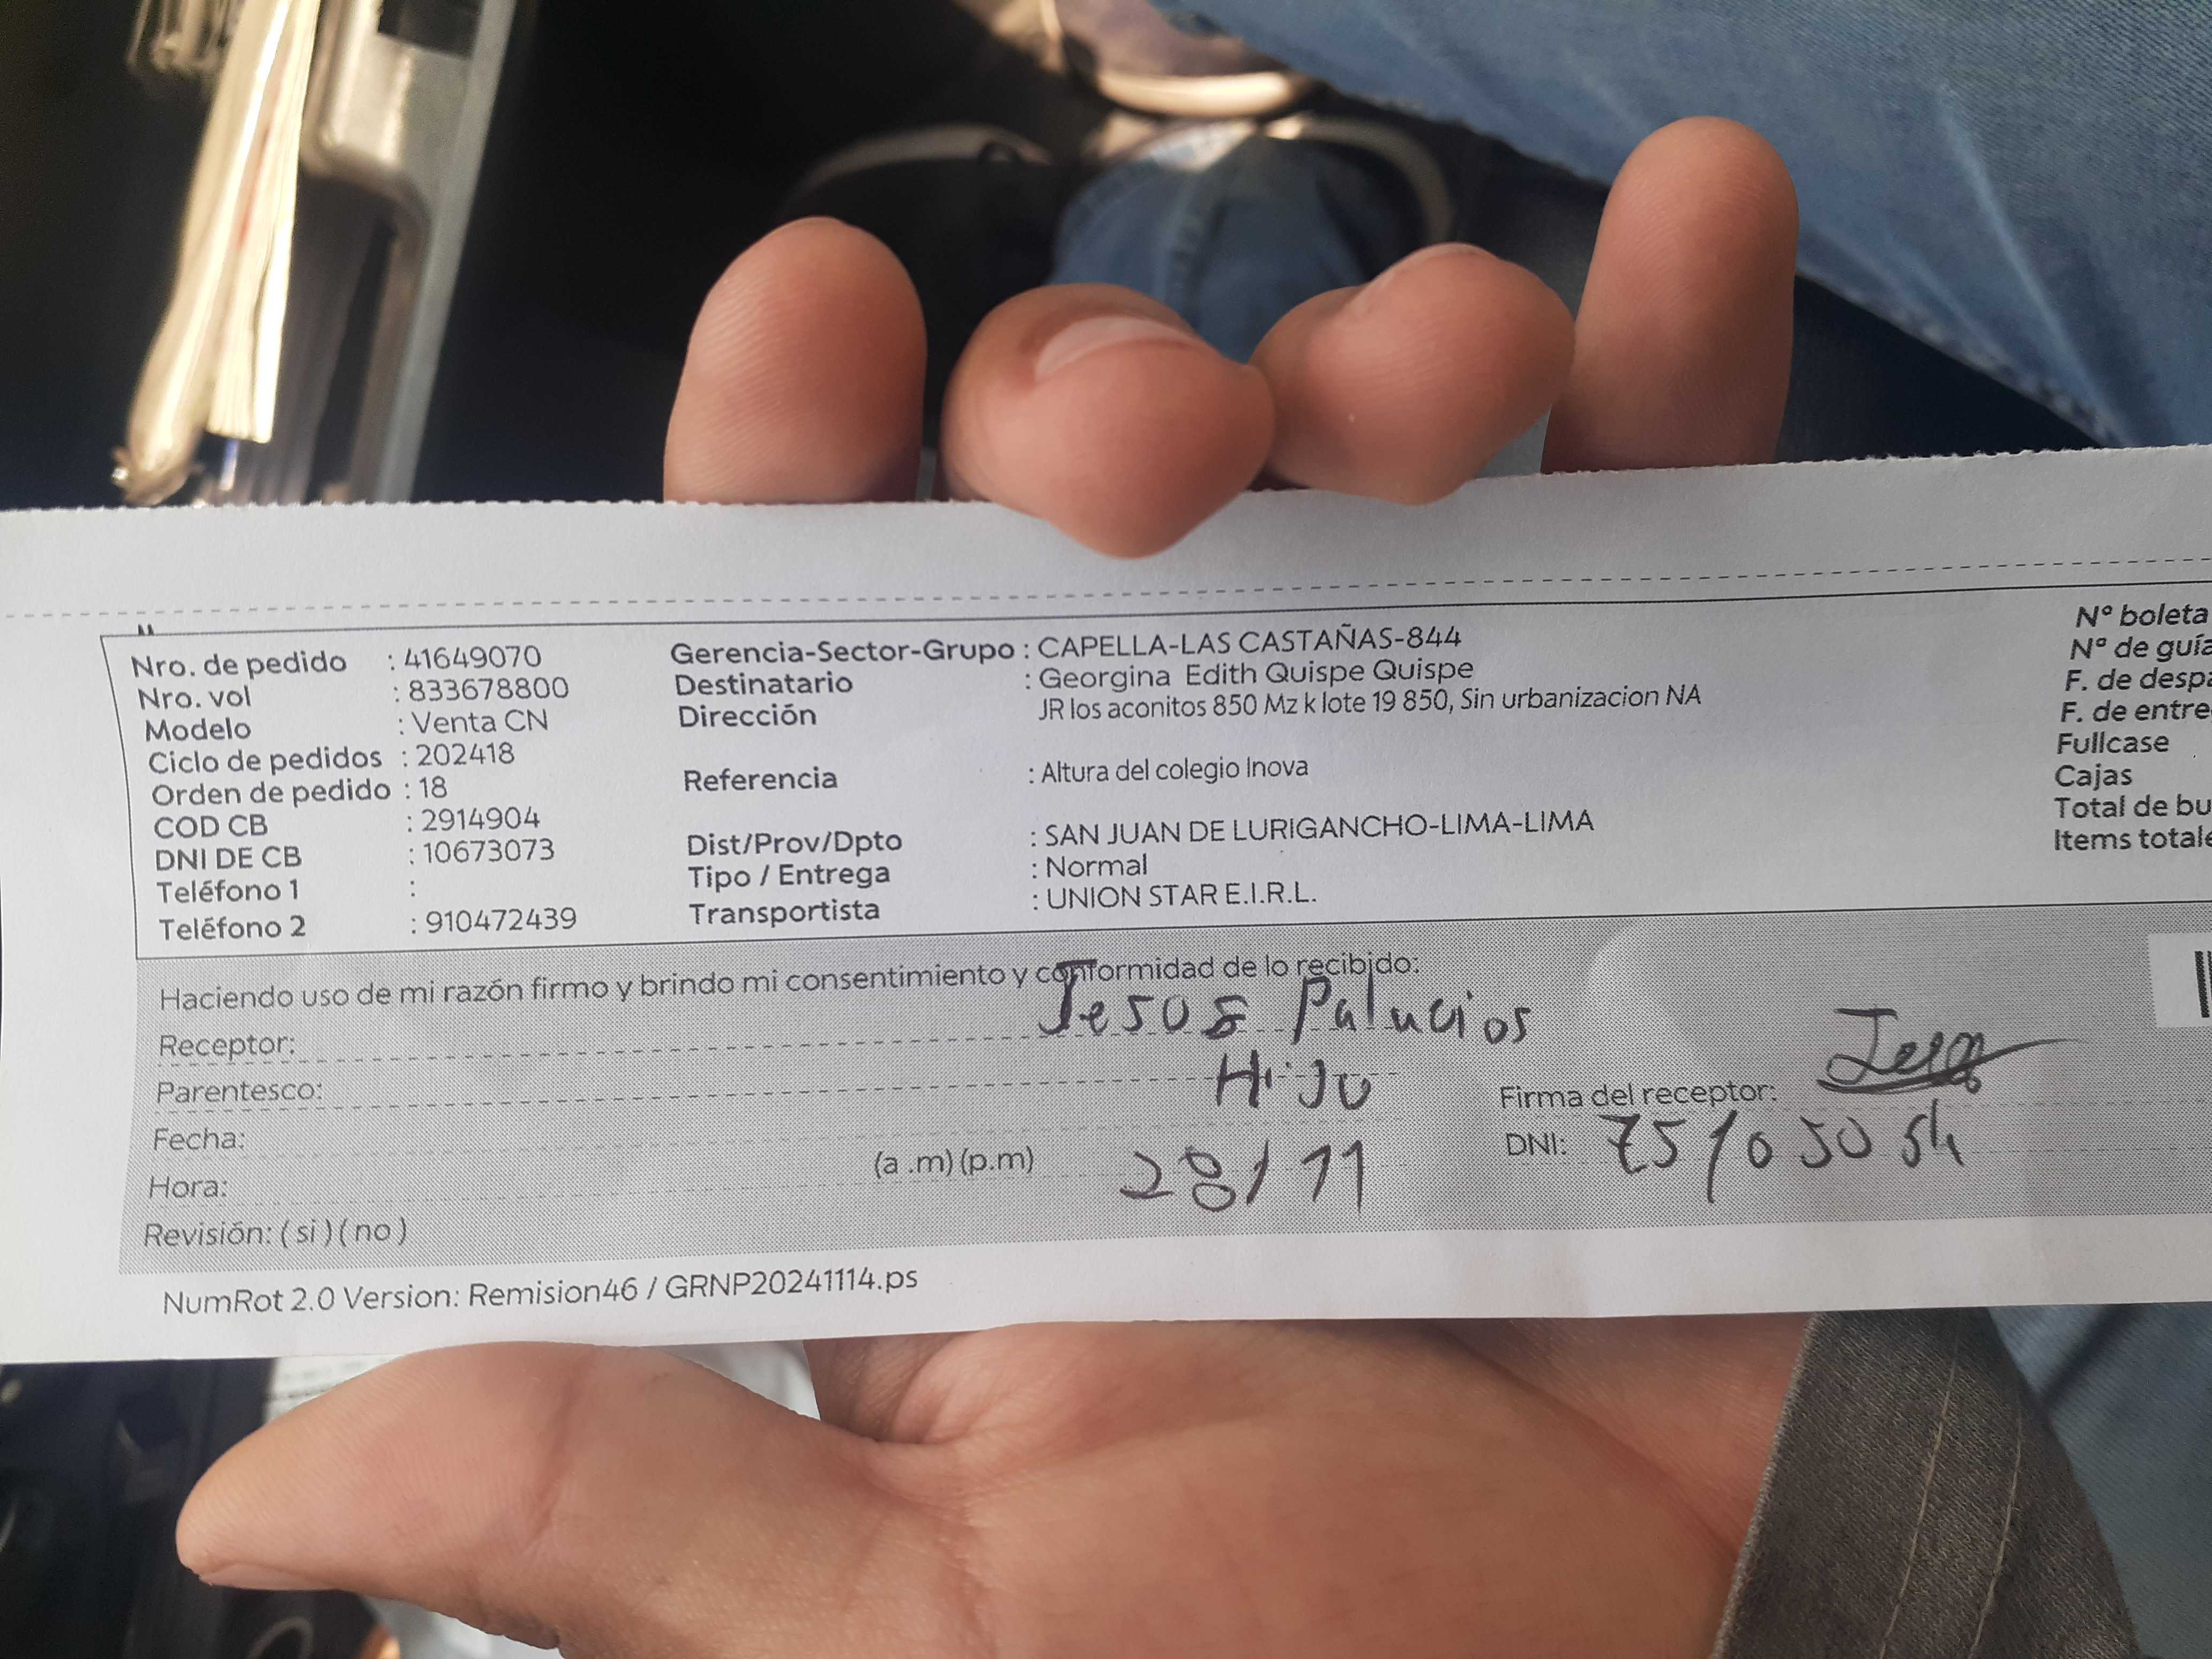 Nro. de pedido : 41649070
Nro. vol : 833678800
Modelo : Venta CN
Ciclo de pedidos : 202418
Orden de pedido : 18
COD CB : 2914904
DNI DE CB : 10673073
Teléfono 1 :
Teléfono 2 : 910472439
Gerencia-Sector-Grupo : CAPELLA-LAS CASTAÑAS-844
Destinatario : Georgina Edith Quispe Quispe
Dirección JR los aconitos 850 Mz k lote 19 850, Sin urbanizacion NA
Referencia : Altura del colegio Inova
Dist/Prov/Dpto : SAN JUAN DE LURIGANCHO-LIMA-LIMA
Tipo / Entrega : Normal
Transportista : UNION STAR E.I.R.L.
N° boleta
N° de guía
F. de despa
F. de entre
Fullcase
Cajas
Total de bu
Items totale
Haciendo uso de mi razón firmo y brindo mi consentimiento y conformidad de lo recibido:
Receptor: Jesos Palacios
Parentesco: Hijo
Fecha: 28/11
Hora: (a .m) (p.m)
Revisión: ( si ) ( no )
Firma del receptor:
DNI: 75105054
NumRot 2.0 Version: Remision46 / GRNP20241114.ps